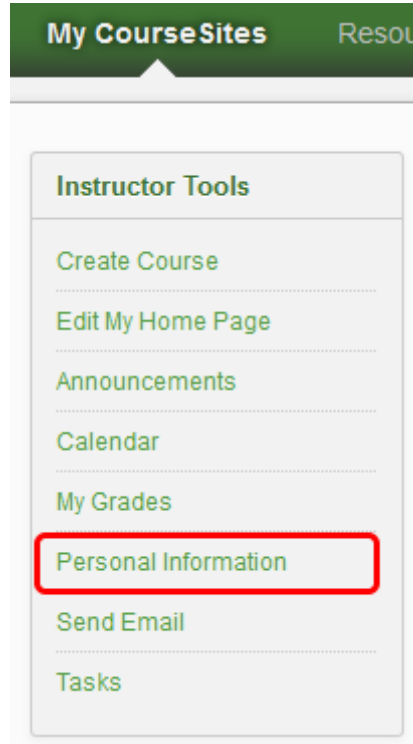 My CourseSites Resou
Instructor Tools
Create Course
Edit My Home Page
Announcements
Calendar
My Grades
Personal Information
Send Email
Tasks